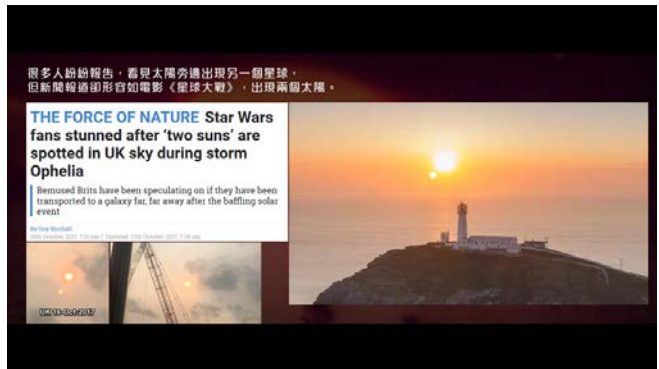 很多人紛紛報告，看見太陽旁邊出現另一個星球，
但新聞報道卻形容如電影《星球大戰》，出現兩個太陽。
THE FORCE OF NATURE Star Wars
fans stunned after ‘two suns’ are
spotted in UK sky during storm
Ophelia
Bemused Brits have been speculating on if they have been
transported to a galaxy far, far away after the baffling solar
event
UK 16-Oct-2017